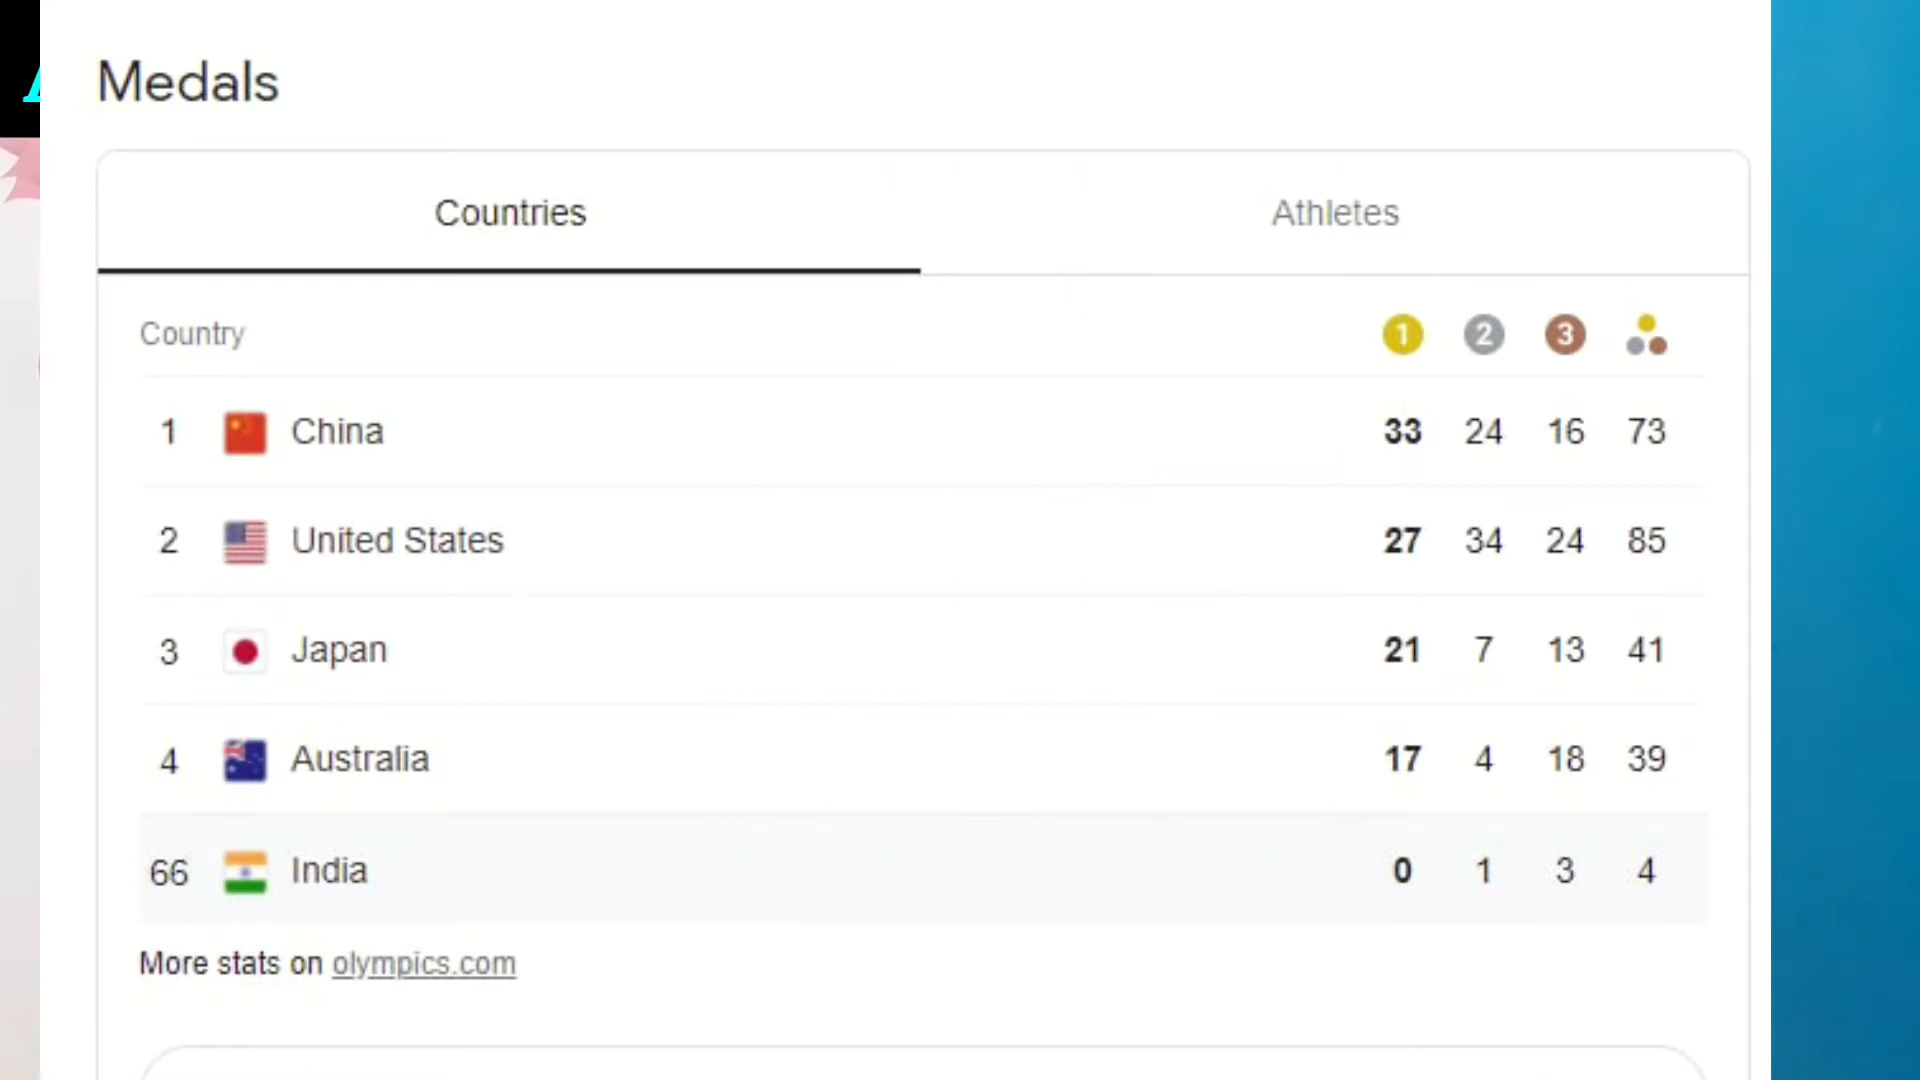 Medals
Countries Athletes
Country 1 2 3
1 China 33 24 16 73
2 United States 27 34 24 85
3 Japan 21 7 13 41
4 Australia 17 4 18 39
66 India 0 1 3 4
More stats on olympics.com